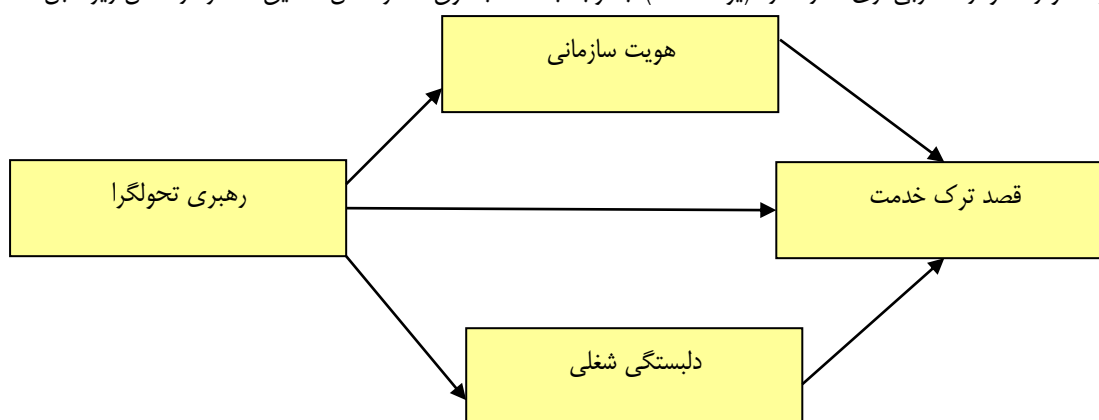 هویت سازمانی
رهبری تحولگرا
قصد ترک خدمت
دلبستگی شغلی